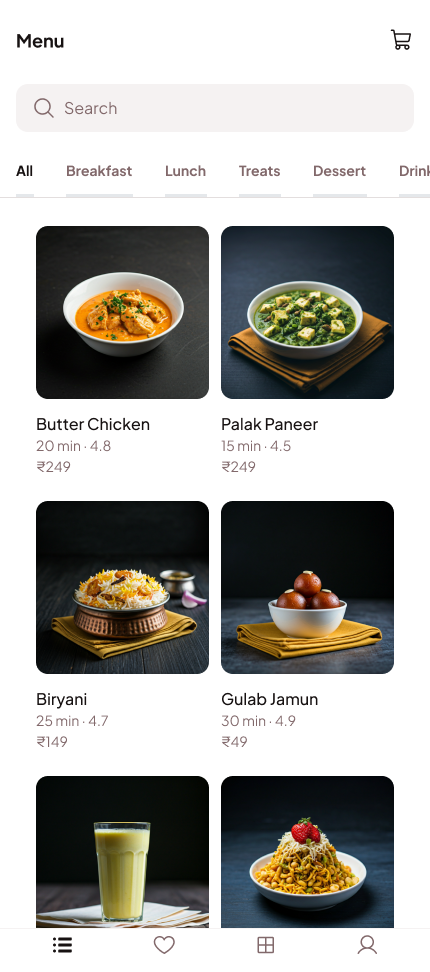 Menu
Search
All Breakfast Lunch Treats Dessert
Butter Chicken Palak Paneer
20 min · 4.8 15 min · 4.5
₹249 ₹249
Biryani Gulab Jamun
25 min · 4.7 30 min · 4.9
₹149 ₹49